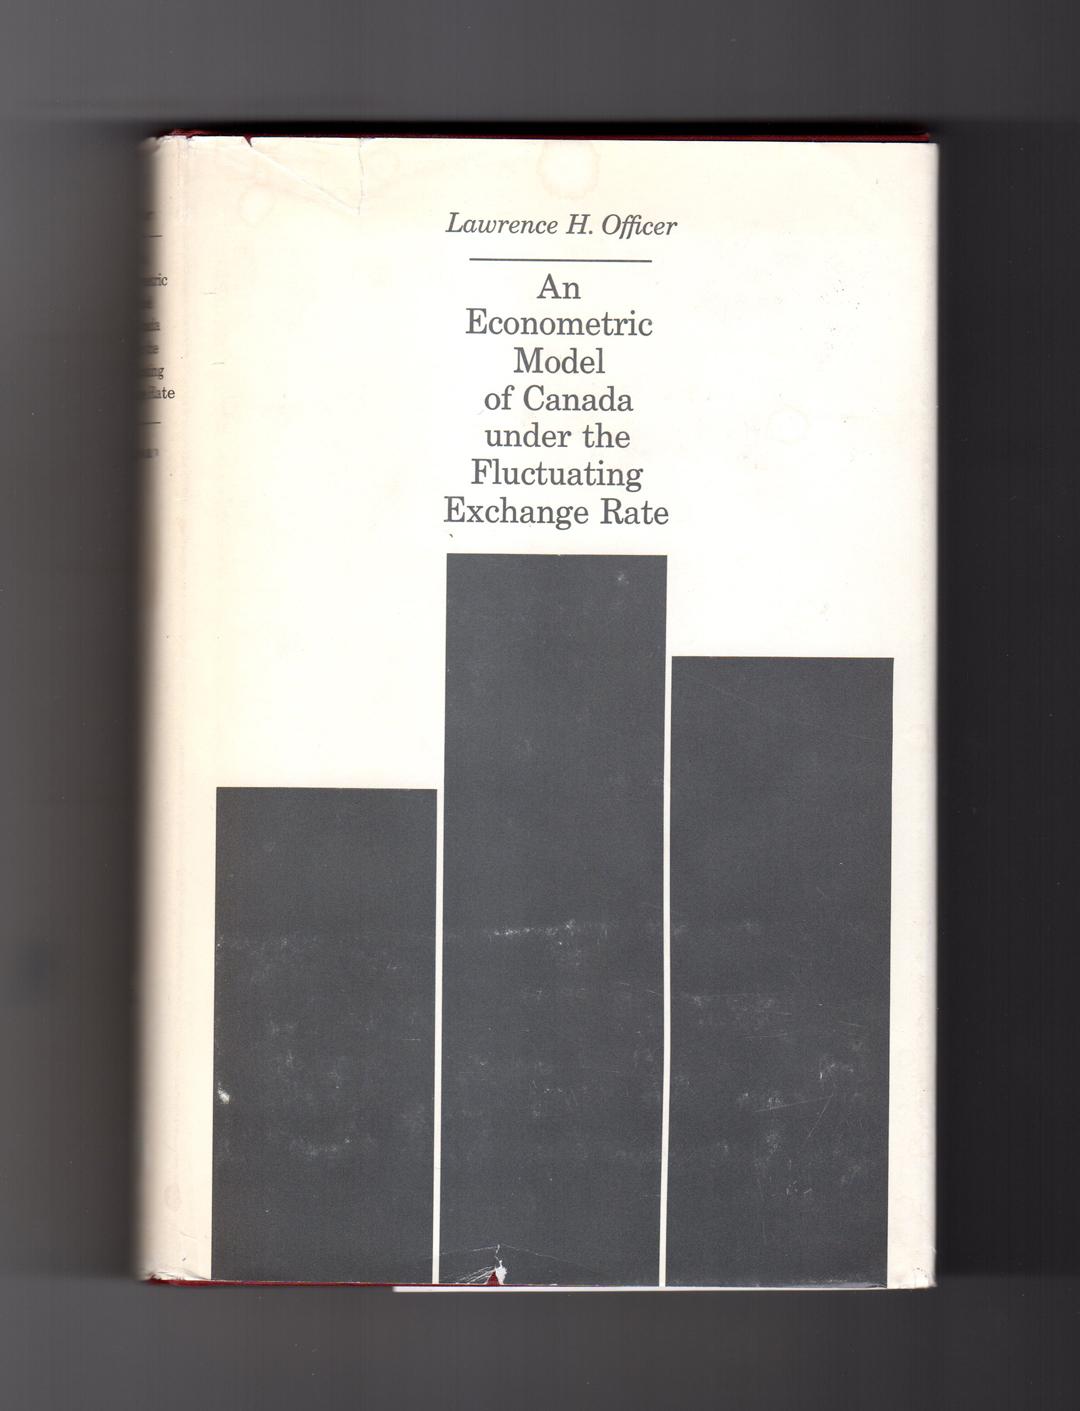 Lawrence H. Officer
An
Econometric
Model
of Canada
under the
Fluctuating
Exchange Rate